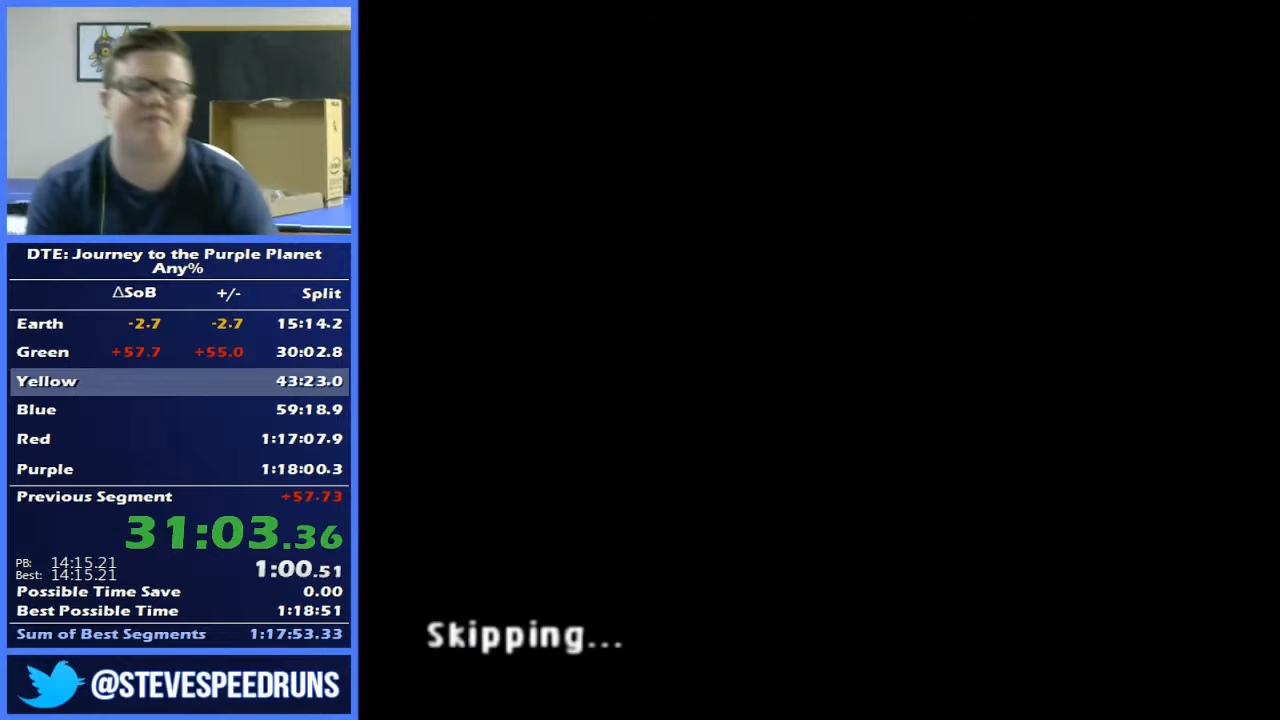 DTE: Journey to the Purple Planet
Any%
ΔSoB +/- Split
Earth -2.7 -2.7 15:14.2
Green +57.7 +55.0 30:02.8
Yellow 43:23.0
Blue 59:18.9
Red 1:17:07.9
Purple 1:18:00.3
Previous Segment +57.73
31:03.36
PB: 14:15.21
Best: 14:15.21
1:00.51
Possible Time Save 0.00
Best Possible Time 1:18:51
Sum of Best Segments 1:17:53.33
@STEVESPEEDRUNS
Skipping...